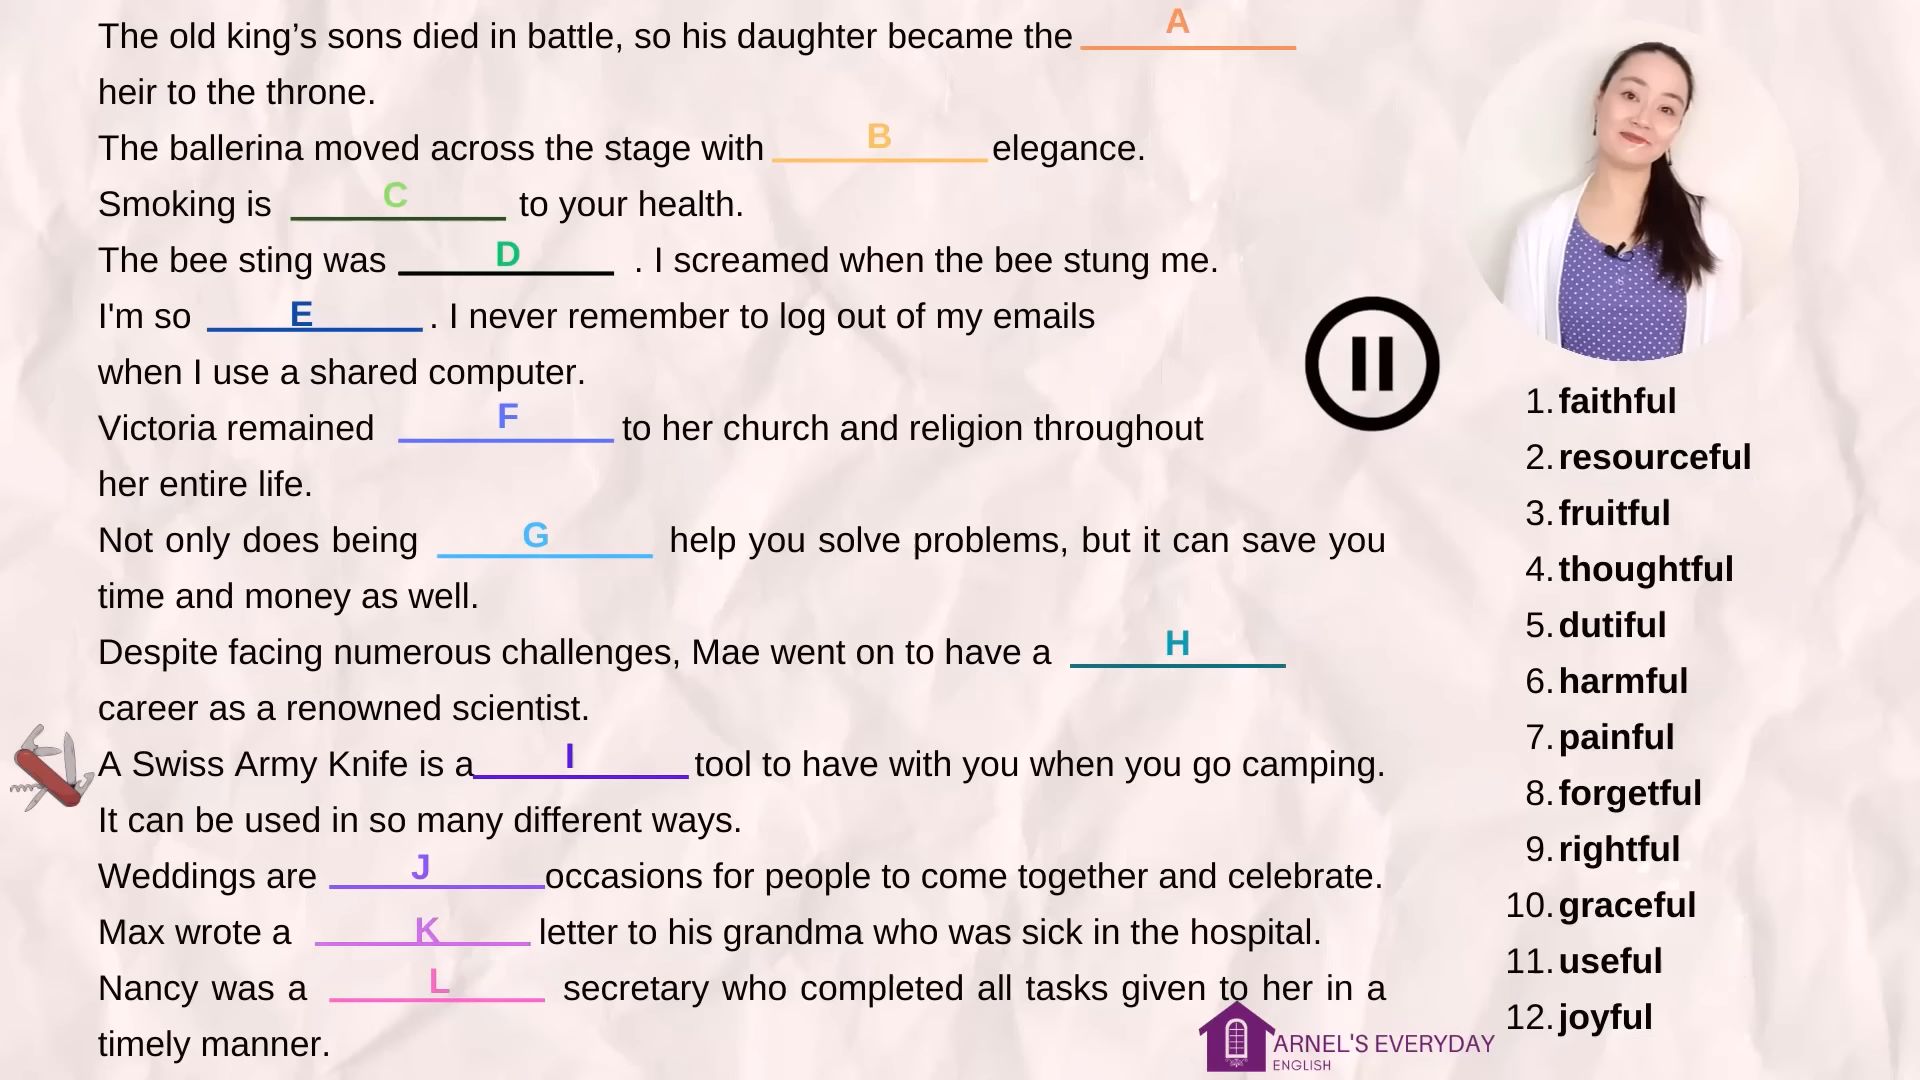 The old king’s sons died in battle, so his daughter became the A
heir to the throne.
The ballerina moved across the stage with B elegance.
Smoking is C to your health.
The bee sting was D . I screamed when the bee stung me.
I'm so E . I never remember to log out of my emails
when I use a shared computer.
Victoria remained F to her church and religion throughout
her entire life.
Not only does being G help you solve problems, but it can save you
time and money as well.
Despite facing numerous challenges, Mae went on to have a H
career as a renowned scientist.
A Swiss Army Knife is a I tool to have with you when you go camping.
It can be used in so many different ways.
Weddings are J occasions for people to come together and celebrate.
Max wrote a K letter to his grandma who was sick in the hospital.
Nancy was a L secretary who completed all tasks given to her in a
timely manner.
1. faithful
2. resourceful
3. fruitful
4. thoughtful
5. dutiful
6. harmful
7. painful
8. forgetful
9. rightful
10. graceful
11. useful
12. joyful
ARNEL'S EVERYDAY
ENGLISH